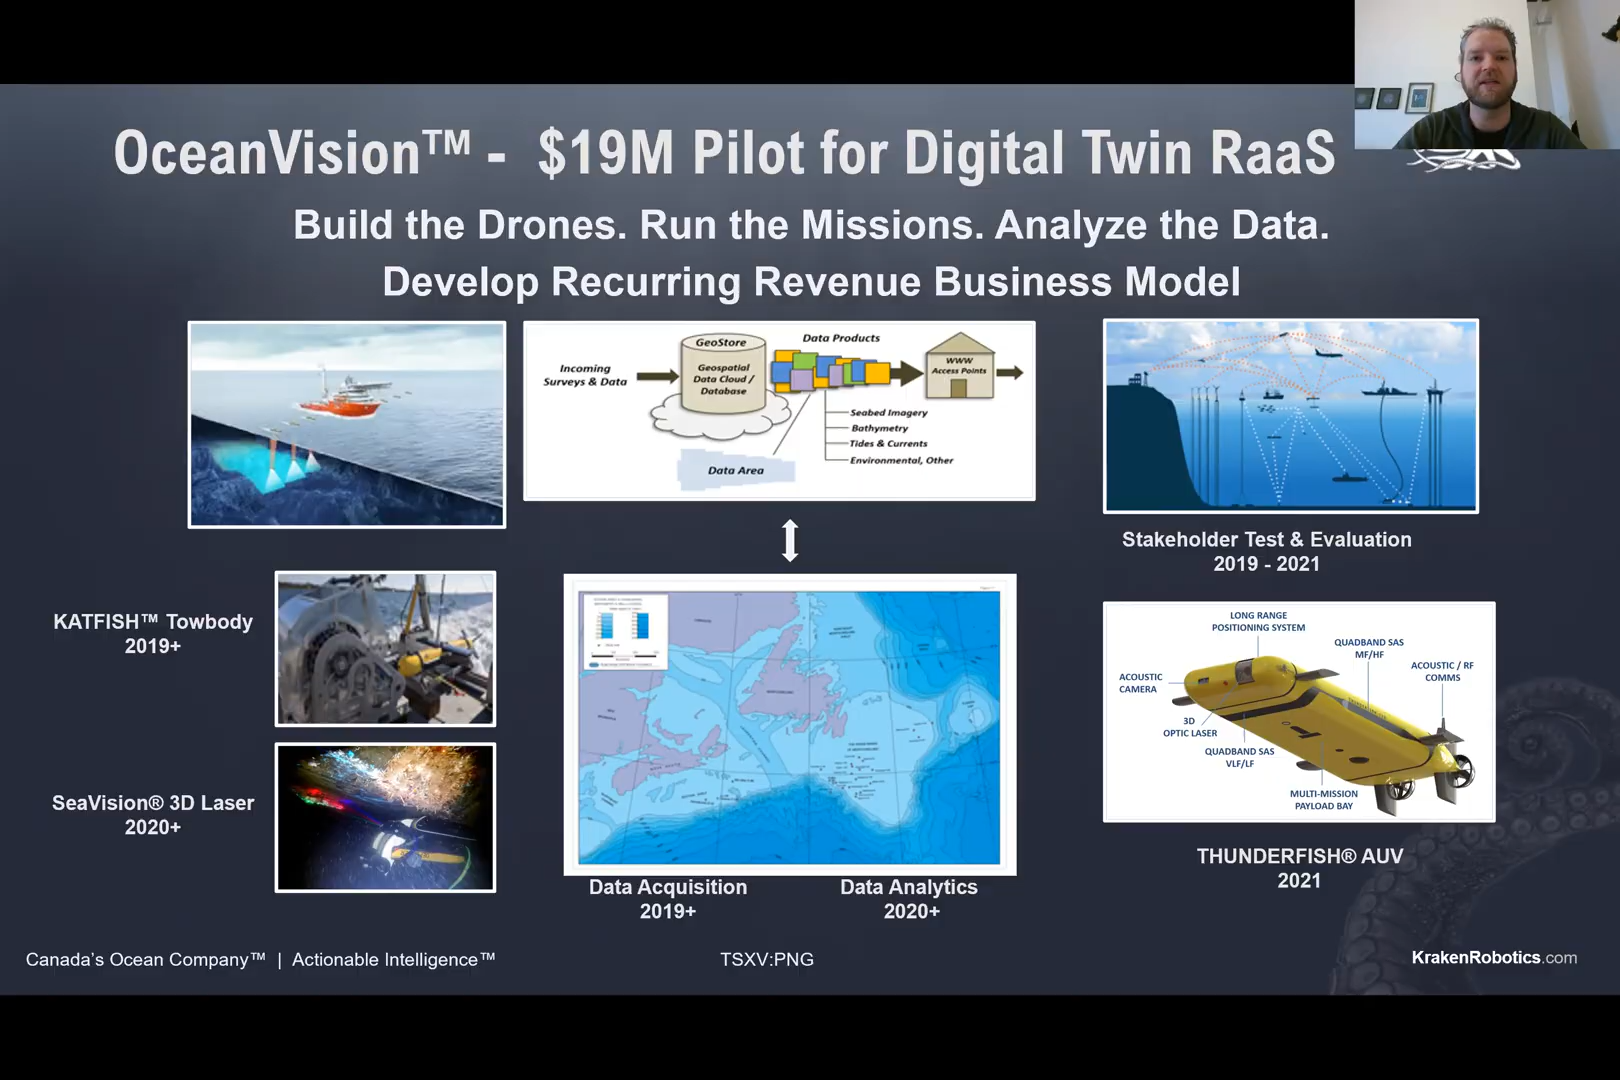 OceanVision™ - $19M Pilot for Digital Twin RaaS
Build the Drones. Run the Missions. Analyze the Data.
Develop Recurring Revenue Business Model
Incoming
Surveys & Data
GeoStore
Geospatial
Data Cloud /
Database
Data Products
WWW
Access Points
Seabed Imagery
Bathymetry
Tides & Currents
Environmental, Other
Data Area
Stakeholder Test & Evaluation
2019 - 2021
KATFISH™ Towbody
2019+
SeaVision® 3D Laser
2020+
Data Acquisition
2019+
Data Analytics
2020+
LONG RANGE
POSITIONING SYSTEM
QUADBAND SAS
MF/HF
ACOUSTIC / RF
COMMS
ACOUSTIC
CAMERA
3D
OPTIC LASER
QUADBAND SAS
VLF/LF
MULTI-MISSION
PAYLOAD BAY
THUNDERFISH® AUV
2021
Canada's Ocean Company™ | Actionable Intelligence™
TSXV:PNG
KrakenRobotics.com